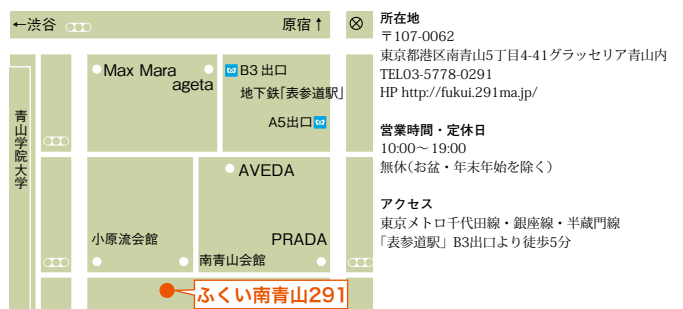 ←渋谷
原宿↑
Max Mara
ageta
B3 出口
地下鉄「表参道駅」
A5出口
青山学院大学
AVEDA
小原流会館
PRADA
南青山会館
ふくい南青山291
所在地
〒107-0062
東京都港区南青山5丁目4-41グラッセリア青山内
TEL03-5778-0291
HP http://fukui.291ma.jp/
営業時間・定休日
10:00〜19:00
無休（お盆・年末年始を除く）
アクセス
東京メトロ千代田線・銀座線・半蔵門線
「表参道駅」B3出口より徒歩5分